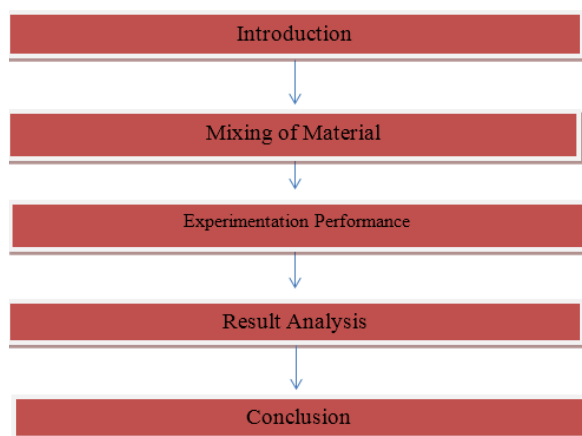 Introduction
Mixing of Material
Experimentation Performance
Result Analysis
Conclusion